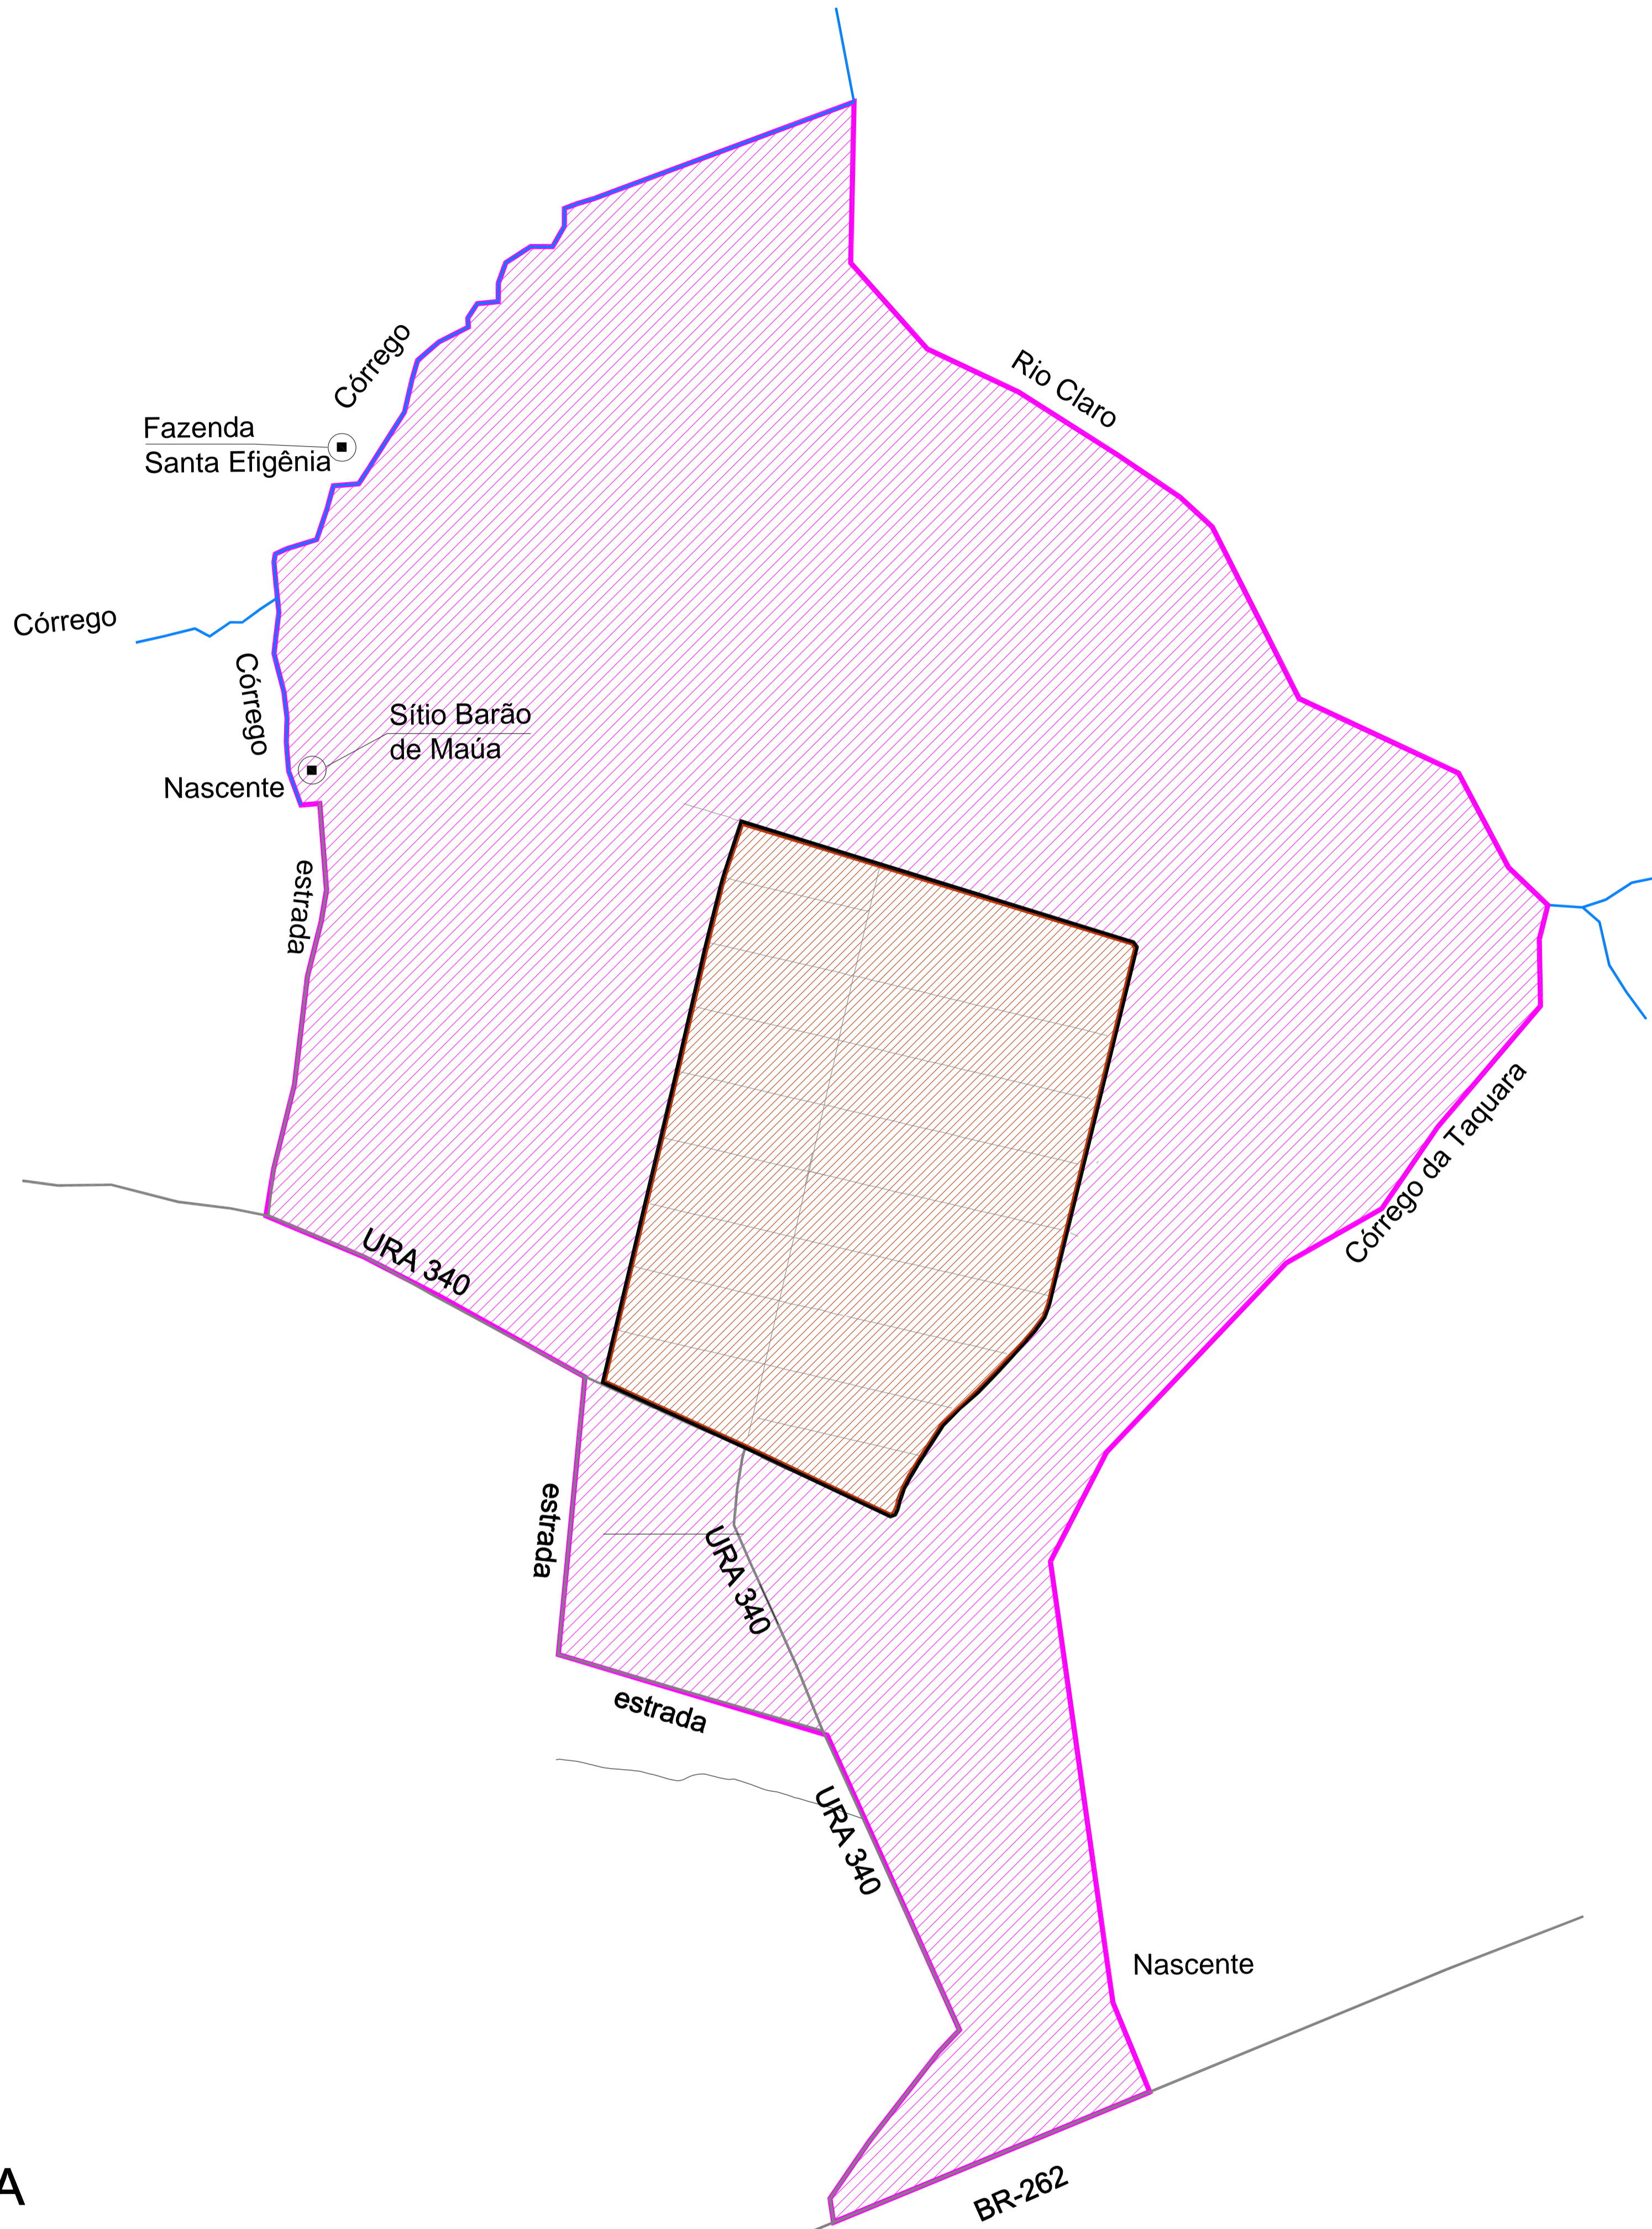 Córrego
Rio Claro
Fazenda
Santa Efigênia
Córrego
Córrego
Sítio Barão
de Maúa
Nascente
estrada
Córrego da Taquara
URA 340
estrada
URA 340
estrada
URA 340
Nascente
BR-262
A